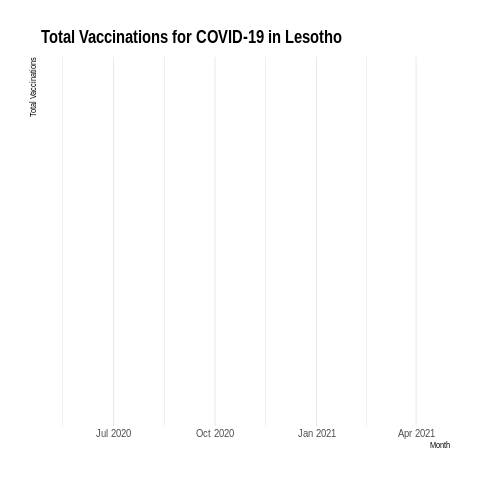 Total Vaccinations for COVID-19 in Lesotho
Total Vaccinations
Jul 2020
Oct 2020
Jan 2021
Apr 2021
Month